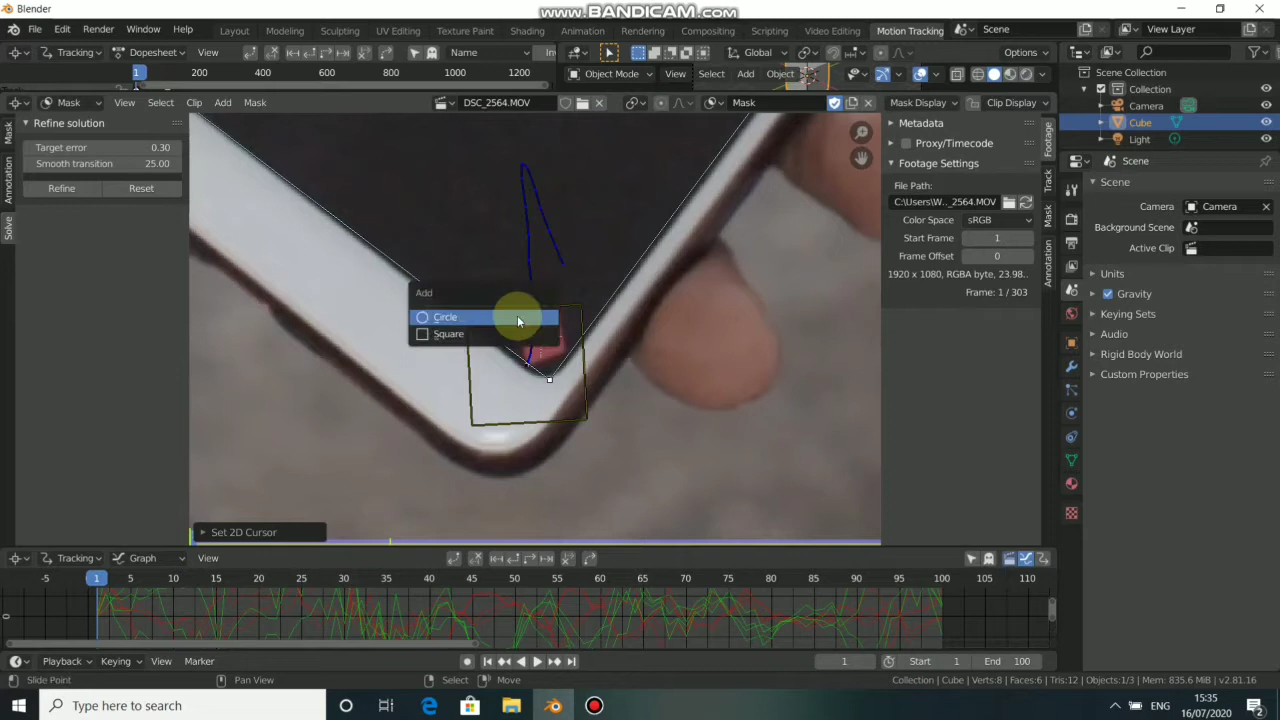 Blender
www.BANDICAM.com
File Edit Render Window Help
Layout Modeling Sculpting UV Editing Texture Paint Shading Animation Rendering Compositing Scripting Video Editing Motion Tracking
Scene
View Layer
Tracking Dopesheet View
Name
Global
Options
200 400 600 800 1000 1200
1
Object Mode View Select Add Object
Scene Collection
Collection
Camera
Cube
Light
Mask View Select Clip Add Mask
DSC_2564.MOV
Mask
Mask Display Clip Display
Refine solution
Target error 0.30
Smooth transition 25.00
Refine Reset
Mask
Annotation
Solve
Metadata
Proxy/Timecode
Footage Settings
File Path:
C:\Users\W.._2564.MOV
Color Space sRGB
Start Frame 1
Frame Offset 0
1920 x 1080, RGBA byte, 23.98..
Frame: 1 / 303
Footage
Track
Mask
Annotation
Scene
Scene
Camera Camera
Background Scene
Active Clip
Units
Gravity
Keying Sets
Audio
Rigid Body World
Custom Properties
Add
Circle
Square
Set 2D Cursor
Tracking Graph View
-5 1 5 10 15 20 25 30 35 40 45 50 55 60 65 70 75 80 85 90 95 100 105 110
0
Playback Keying View Marker
1
Start 1
End 100
Slide Point
Pan View
Select
Move
Collection | Cube | Verts:8 | Faces:6 | Tris:12 | Objects:1/3 | Mem: 835.6 MiB | v2.81.16
Type here to search
ENG
15:35
16/07/2020
2